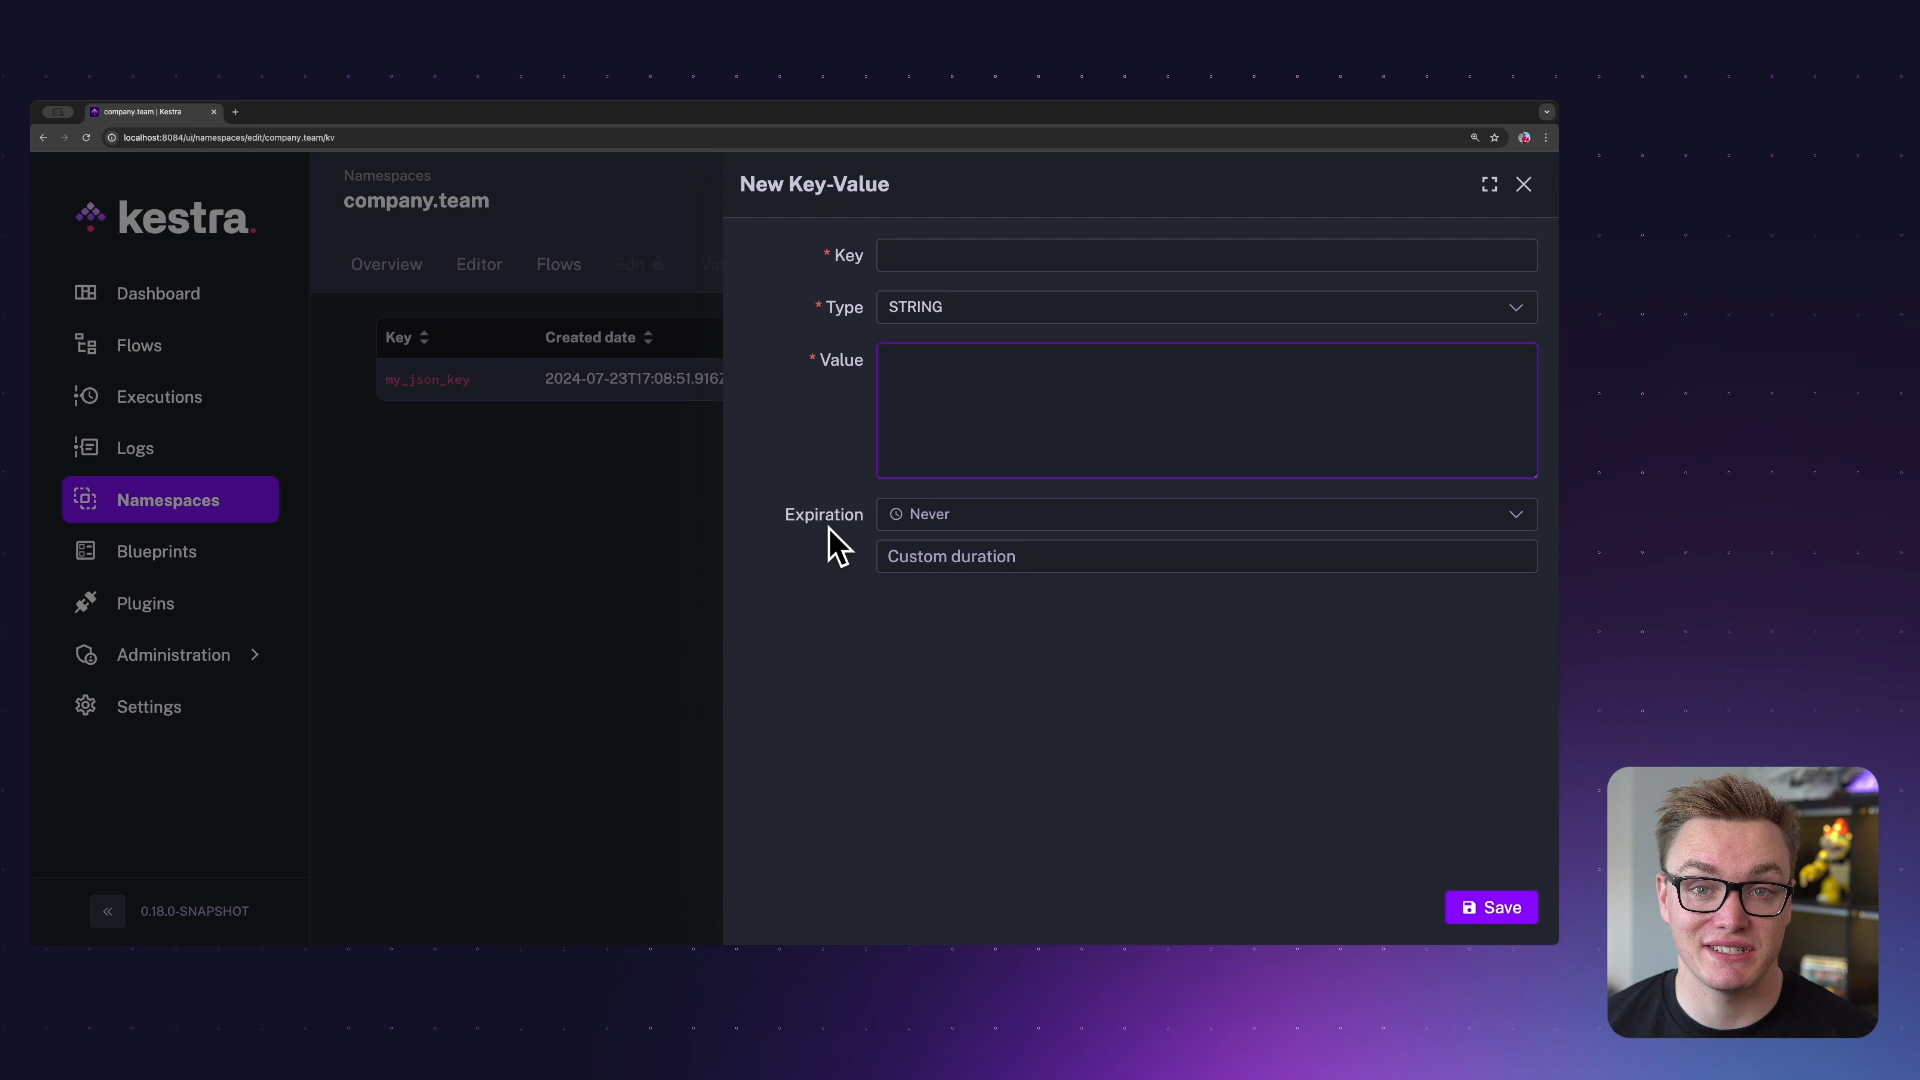 company.team | Kestra
localhost:8084/ui/namespaces/edit/company.team/kv
kestra.
Dashboard
Flows
Executions
Logs
Namespaces
Blueprints
Plugins
Administration
Settings
0.18.0-SNAPSHOT
Namespaces
company.team
Overview Editor Flows Edit
Key Created date
my_json_key 2024-07-23T17:08:51.916Z
New Key-Value
* Key
* Type STRING
* Value
Expiration Never
Custom duration
Save